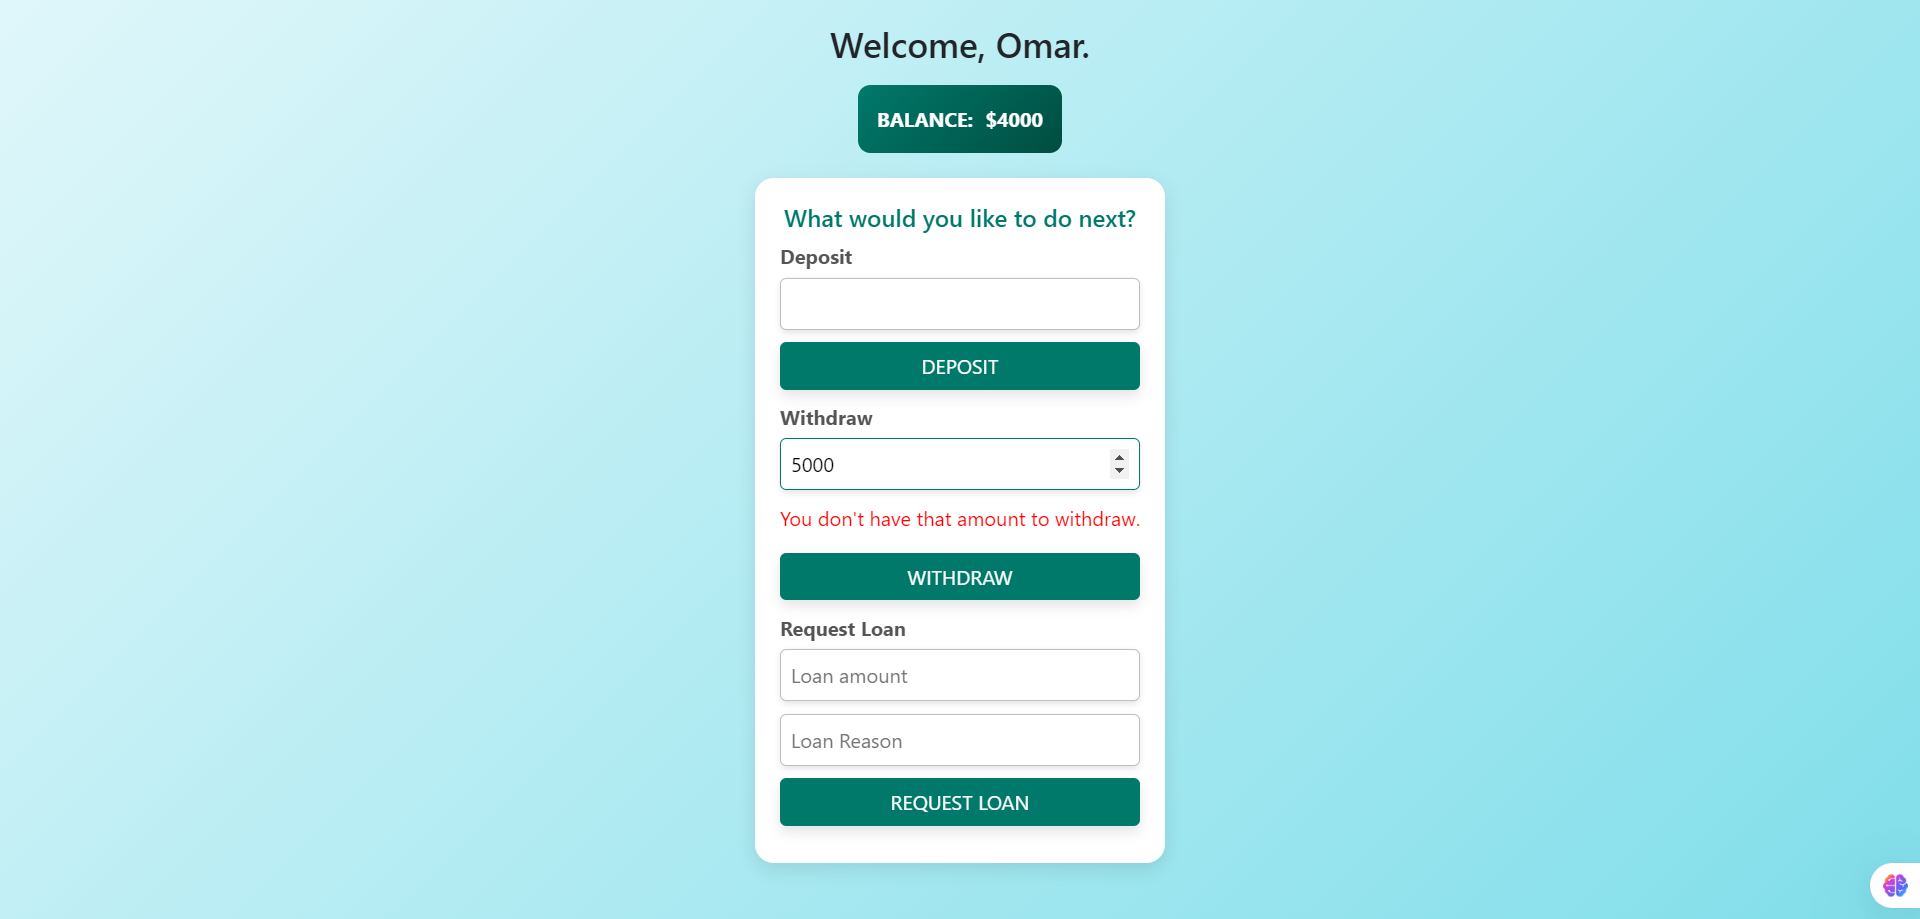 Welcome, Omar.
BALANCE: $4000
What would you like to do next?
Deposit
DEPOSIT
Withdraw
5000
You don't have that amount to withdraw.
WITHDRAW
Request Loan
Loan amount
Loan Reason
REQUEST LOAN